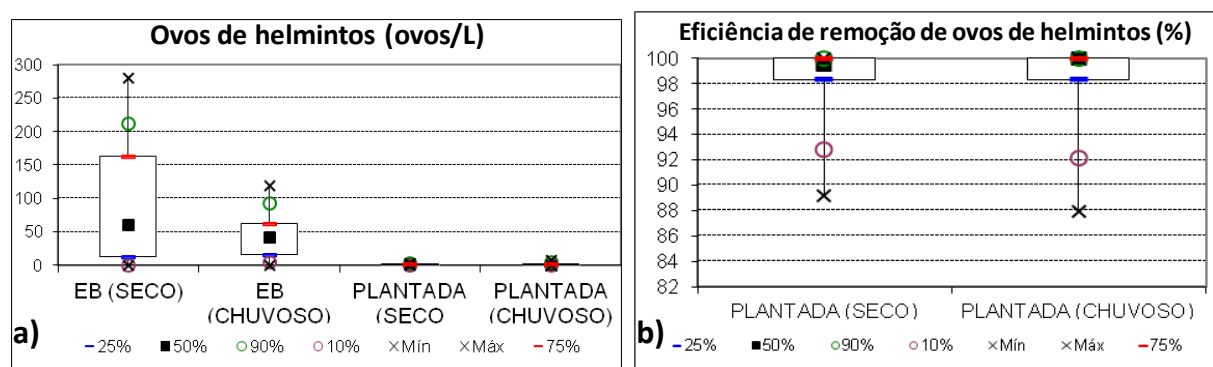 Ovos de helmintos (ovos/L)
300
250
200
150
100
50
0
EB (SECO)
EB (CHUVOSO)
PLANTADA (SECO
PLANTADA (CHUVOSO)
a)
25% 50% 90% 10% Mín Máx 75%
Eficiência de remoção de ovos de helmintos (%)
100
98
96
94
92
90
88
86
84
82
PLANTADA (SECO) PLANTADA (CHUVOSO)
b)
25% 50% 90% 10% Mín Máx 75%